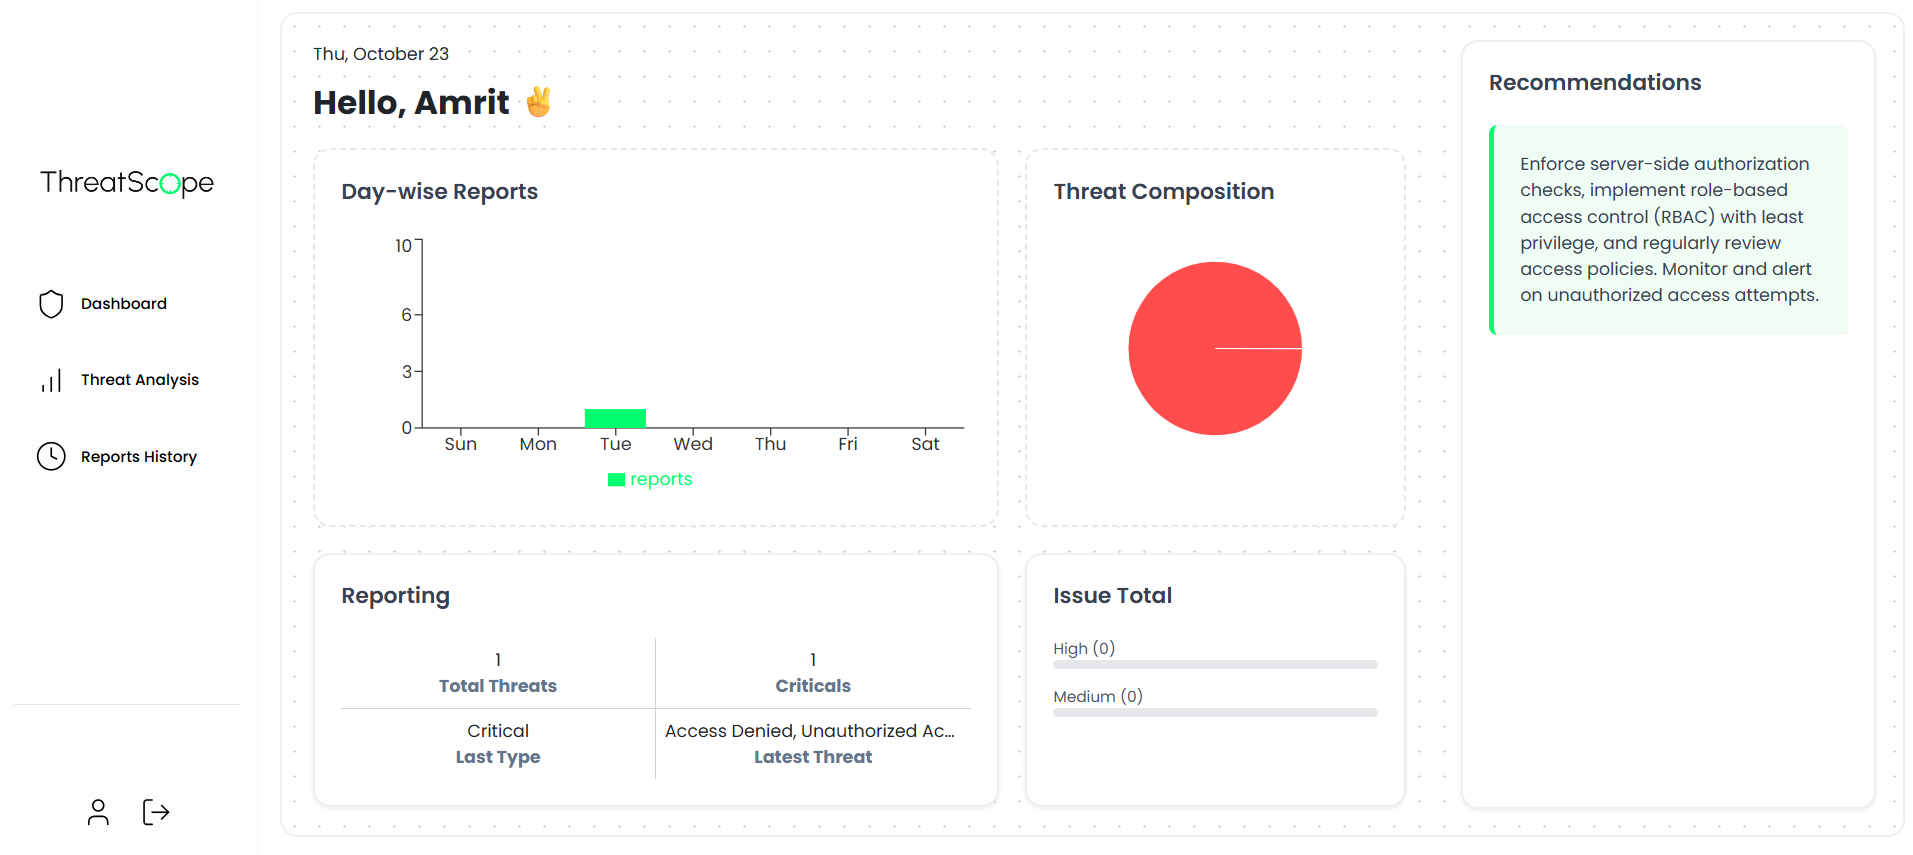 ThreatScope
Dashboard
Threat Analysis
Reports History
Thu, October 23
Hello, Amrit ✌️
Day-wise Reports
10
6
3
0
Sun Mon Tue Wed Thu Fri Sat
reports
Threat Composition
Reporting
1
Total Threats
1
Criticals
Critical
Last Type
Access Denied, Unauthorized Ac...
Latest Threat
Issue Total
High (0)
Medium (0)
Recommendations
Enforce server-side authorization
checks, implement role-based
access control (RBAC) with least
privilege, and regularly review
access policies. Monitor and alert
on unauthorized access attempts.